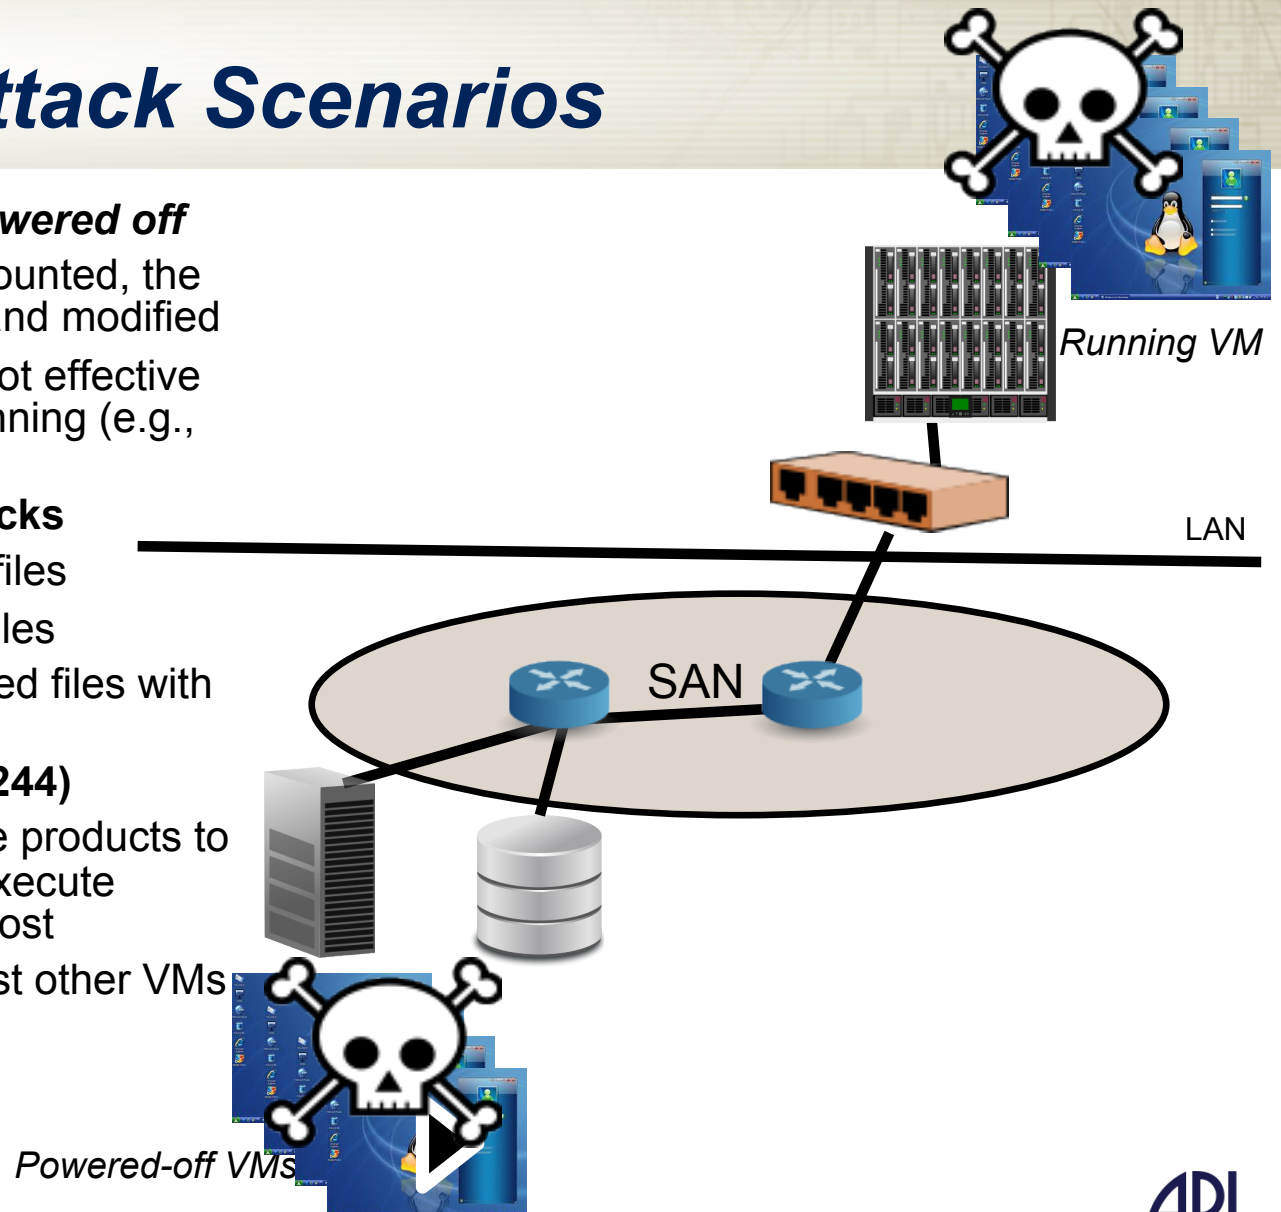 ttack Scenarios
wered off
ounted, the
nd modified
ot effective
nning (e.g.,
cks
files
les
ed files with
244)
e products to
xecute
ost
st other VMs
Running VM
LAN
SAN
Powered-off VMs